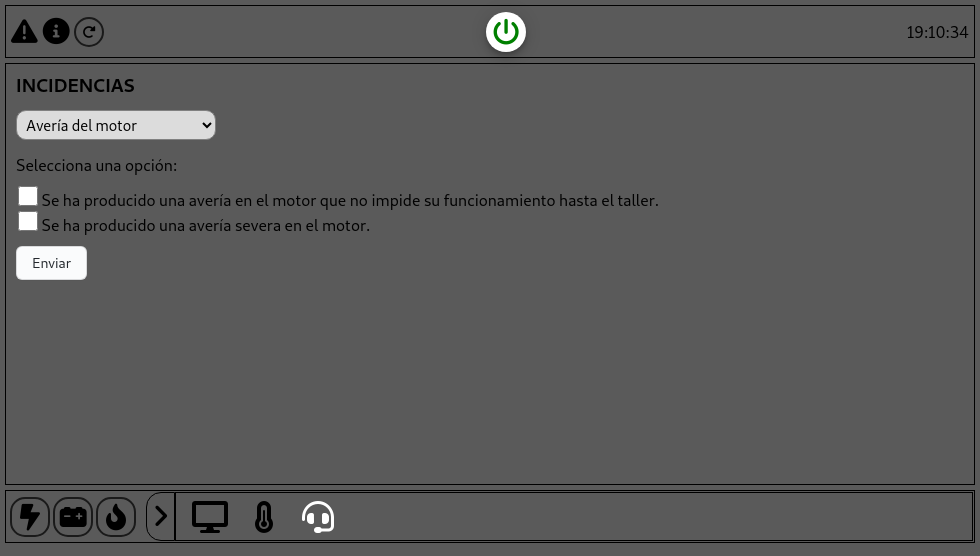 19:10:34
INCIDENCIAS
Avería del motor
Selecciona una opción:
Se ha producido una avería en el motor que no impide su funcionamiento hasta el taller.
Se ha producido una avería severa en el motor.
Enviar